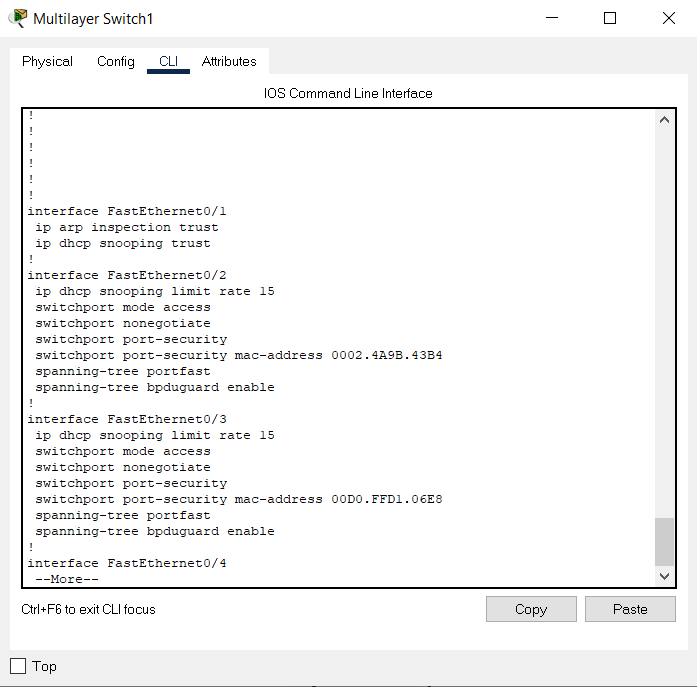 Multilayer Switch1
Physical Config CLI Attributes
IOS Command Line Interface
!
!
!
!
!
!
interface FastEthernet0/1
 ip arp inspection trust
 ip dhcp snooping trust
!
interface FastEthernet0/2
 ip dhcp snooping limit rate 15
 switchport mode access
 switchport nonegotiate
 switchport port-security
 switchport port-security mac-address 0002.4A9B.43B4
 spanning-tree portfast
 spanning-tree bpduguard enable
!
interface FastEthernet0/3
 ip dhcp snooping limit rate 15
 switchport mode access
 switchport nonegotiate
 switchport port-security
 switchport port-security mac-address 00D0.FFD1.06E8
 spanning-tree portfast
 spanning-tree bpduguard enable
!
interface FastEthernet0/4
 --More--
Ctrl+F6 to exit CLI focus
Copy Paste
Top